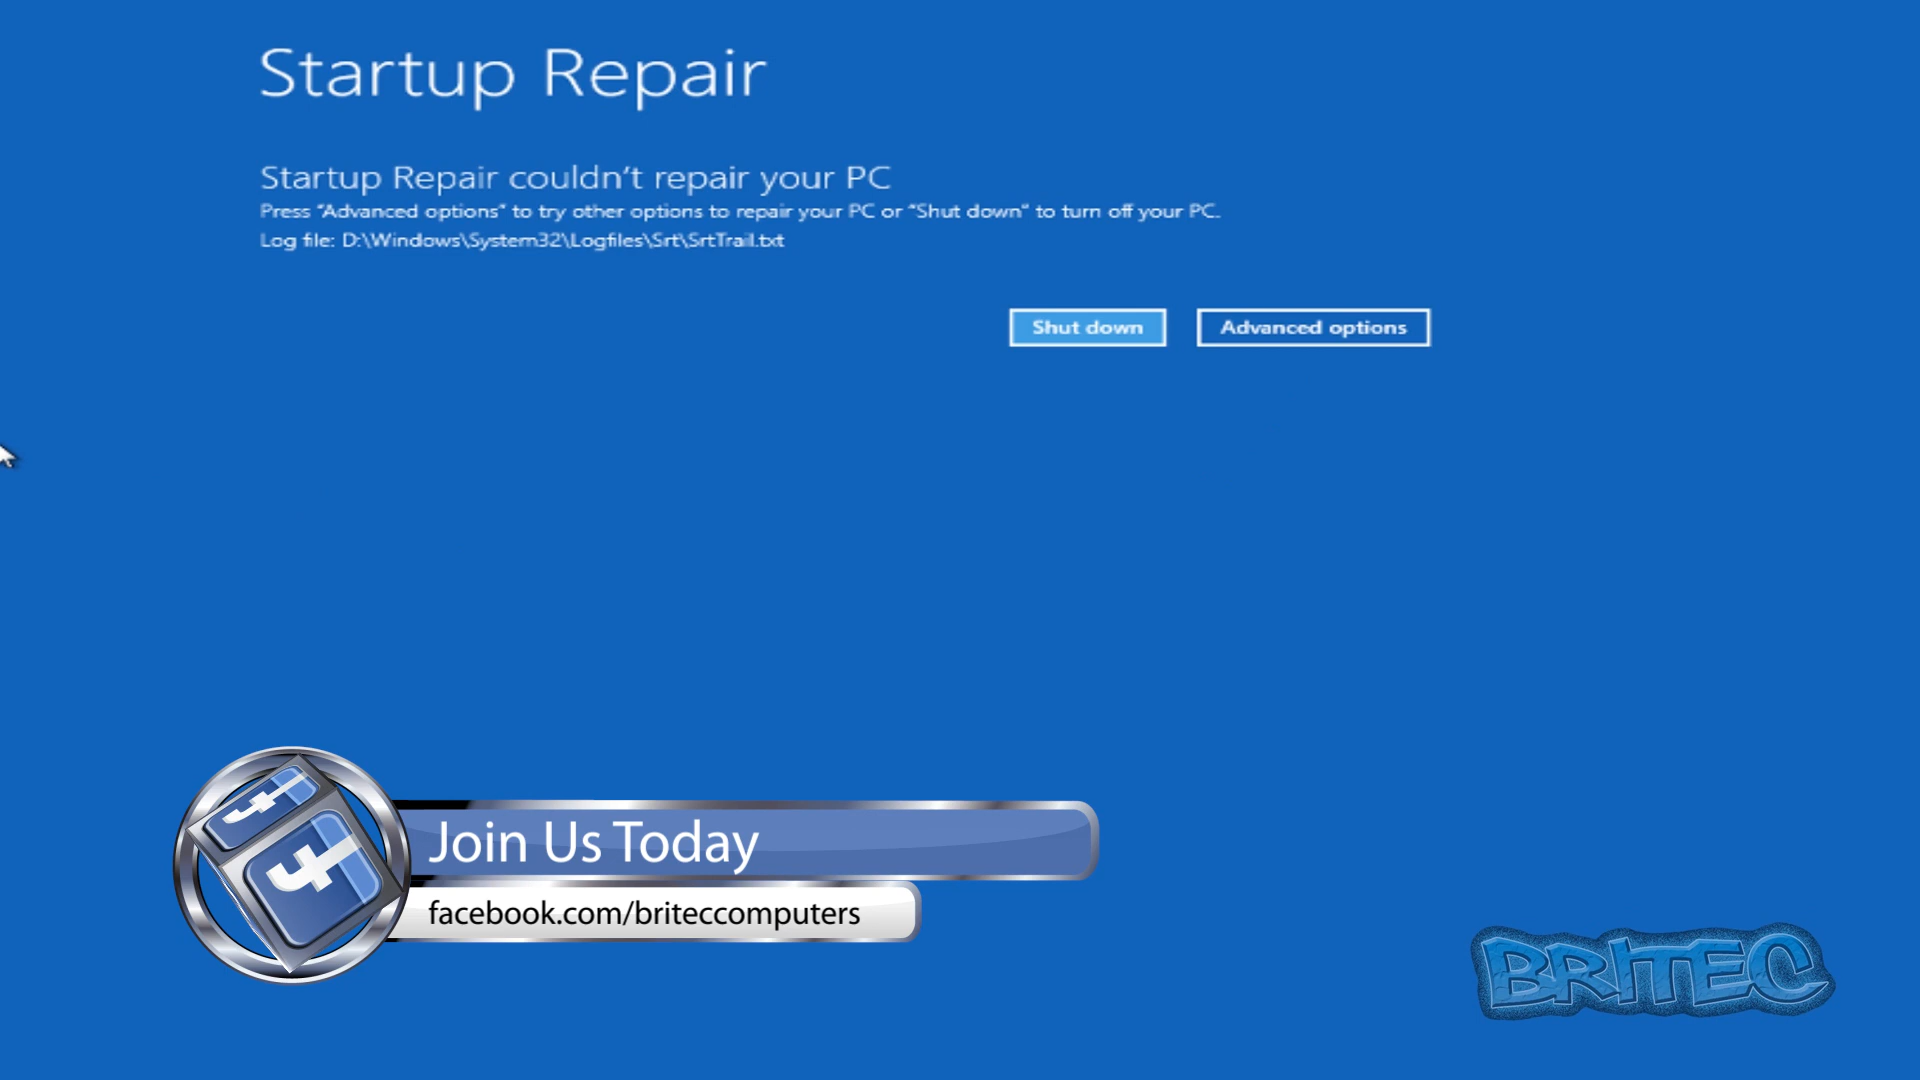 Startup Repair
Startup Repair couldn't repair your PC
Press "Advanced options" to try other options to repair your PC or "Shut down" to turn off your PC.
Log file: D:\Windows\System32\Logfiles\Srt\SrtTrail.txt
Shut down
Advanced options
Join Us Today
facebook.com/briteccomputers
BRITEC